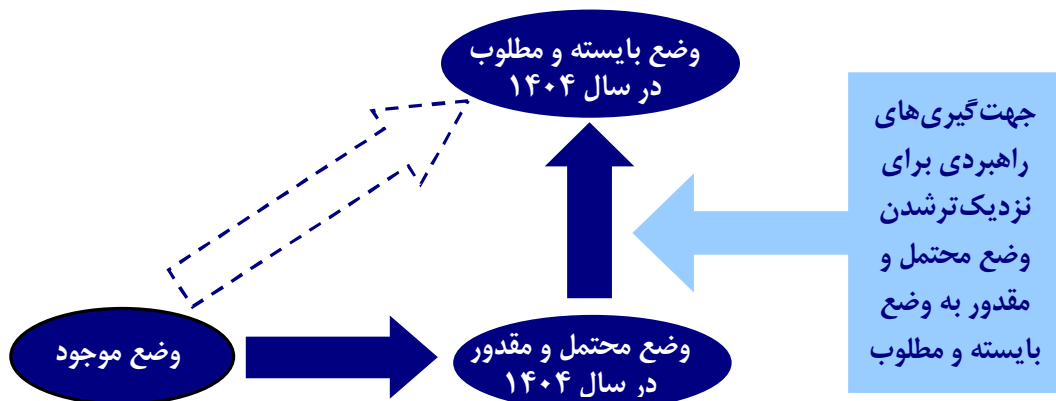 وضع بایسته و مطلوب
در سال ۱۴۰۴
جهت‌گیری‌های
راهبردی برای
نزدیک‌ترشدن
وضع محتمل و
مقدور به وضع
بایسته و مطلوب
وضع محتمل و مقدور
در سال ۱۴۰۴
وضع موجود